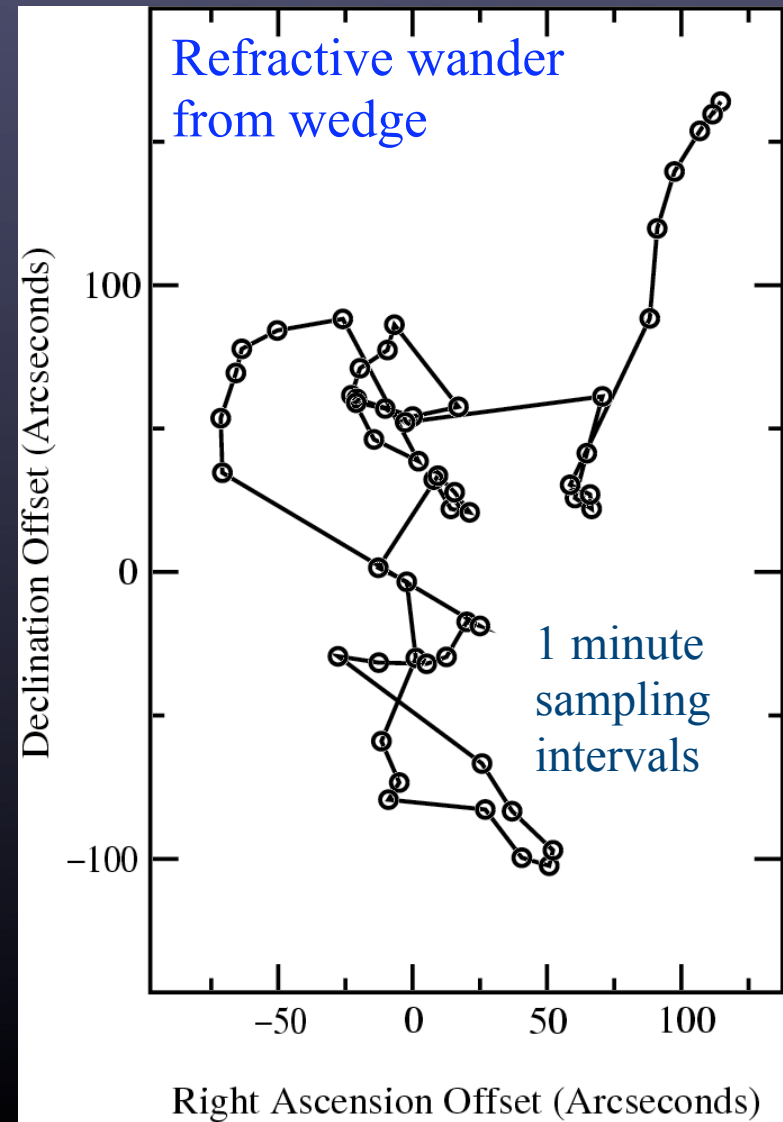 Refractive wander
from wedge
Declination Offset (Arcseconds)
100
0
−100
1 minute
sampling
intervals
−50 0 50 100
Right Ascension Offset (Arcseconds)